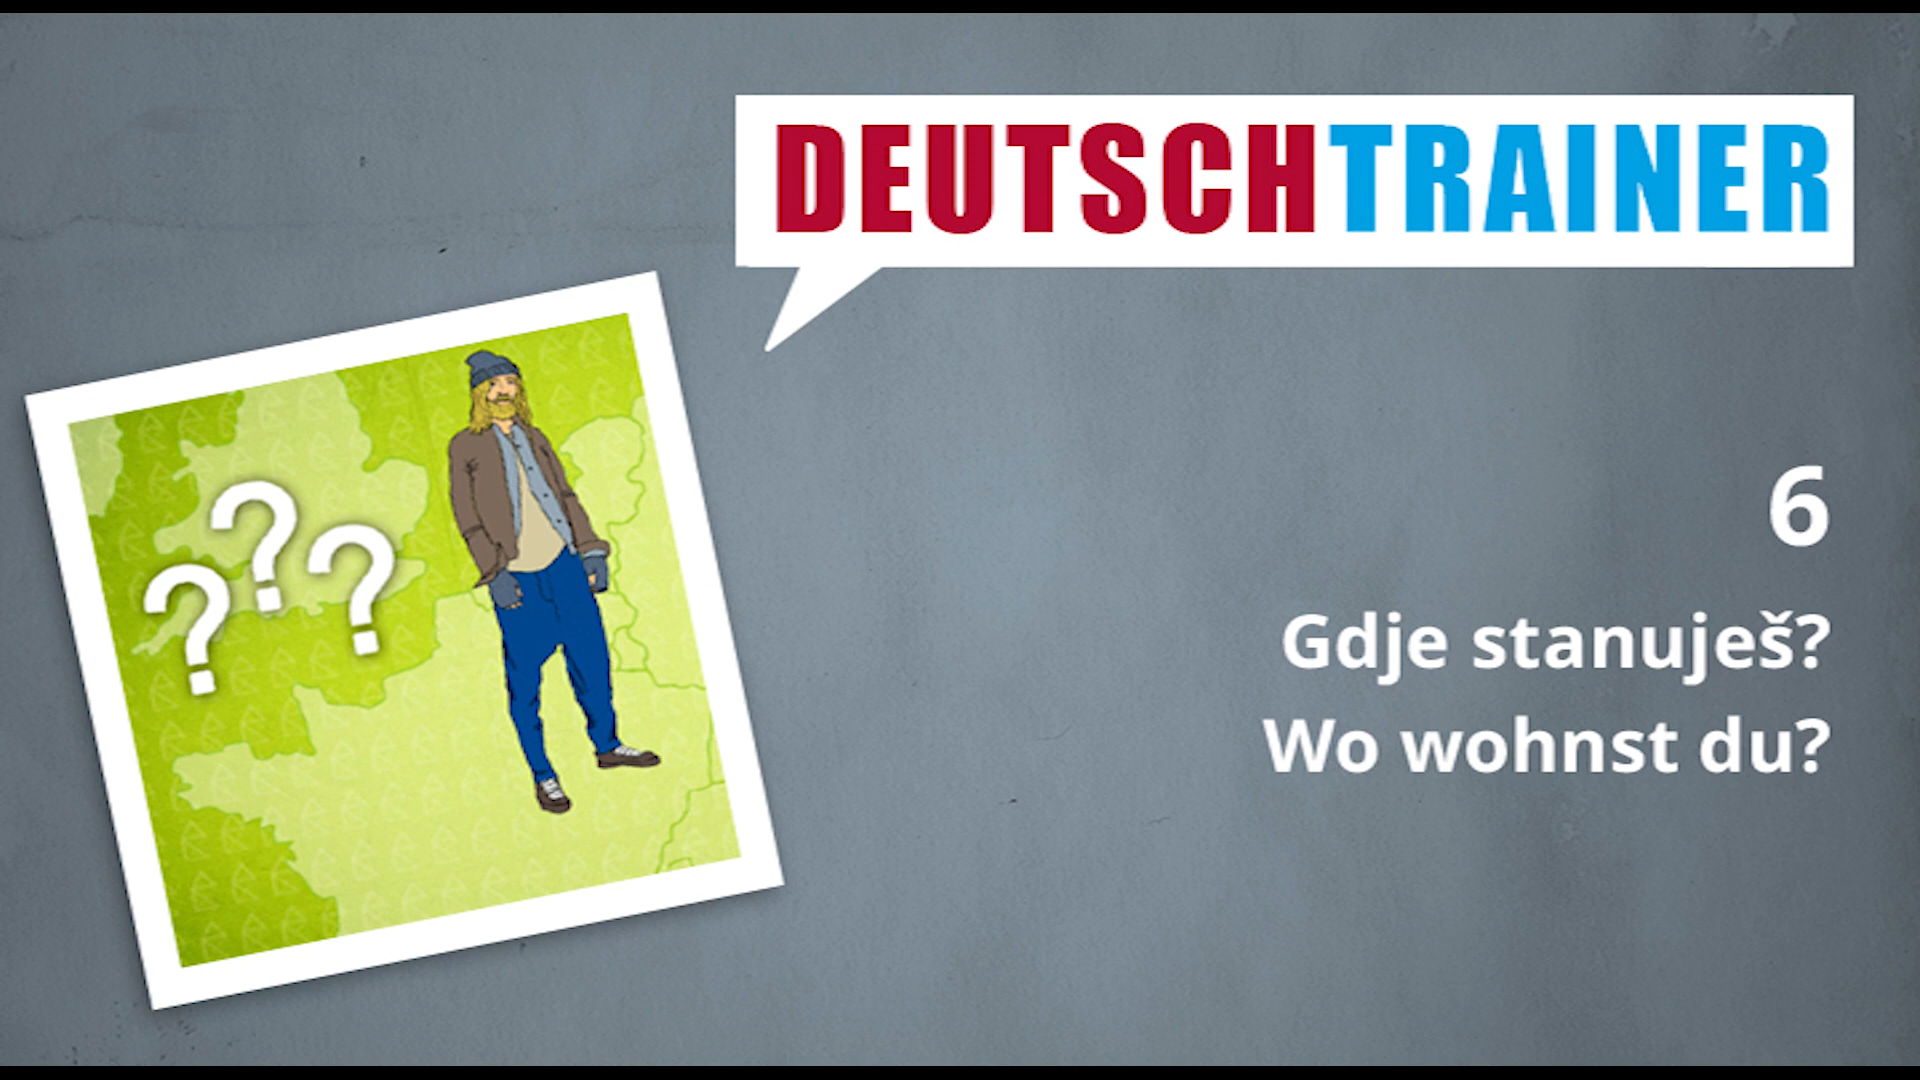 DEUTSCHTRAINER
6
Gdje stanuješ?
Wo wohnst du?
???